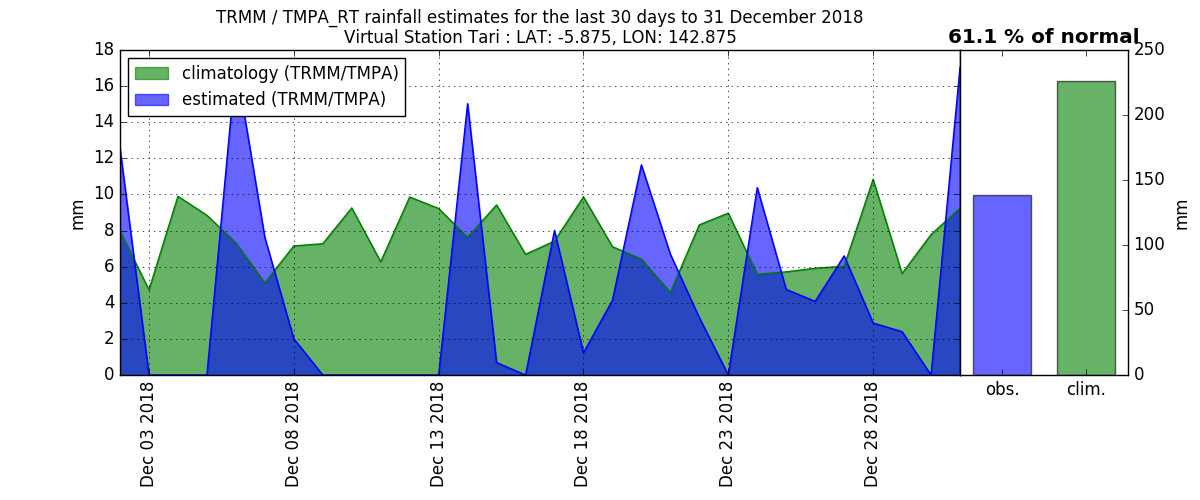 TRMM / TMPA_RT rainfall estimates for the last 30 days to 31 December 2018
Virtual Station Tari : LAT: -5.875, LON: 142.875
61.1 % of normal
climatology (TRMM/TMPA)
estimated (TRMM/TMPA)
mm
18
16
14
12
10
8
6
4
2
0
Dec 03 2018
Dec 08 2018
Dec 13 2018
Dec 18 2018
Dec 23 2018
Dec 28 2018
obs.
clim.
250
200
150
100
50
0
mm